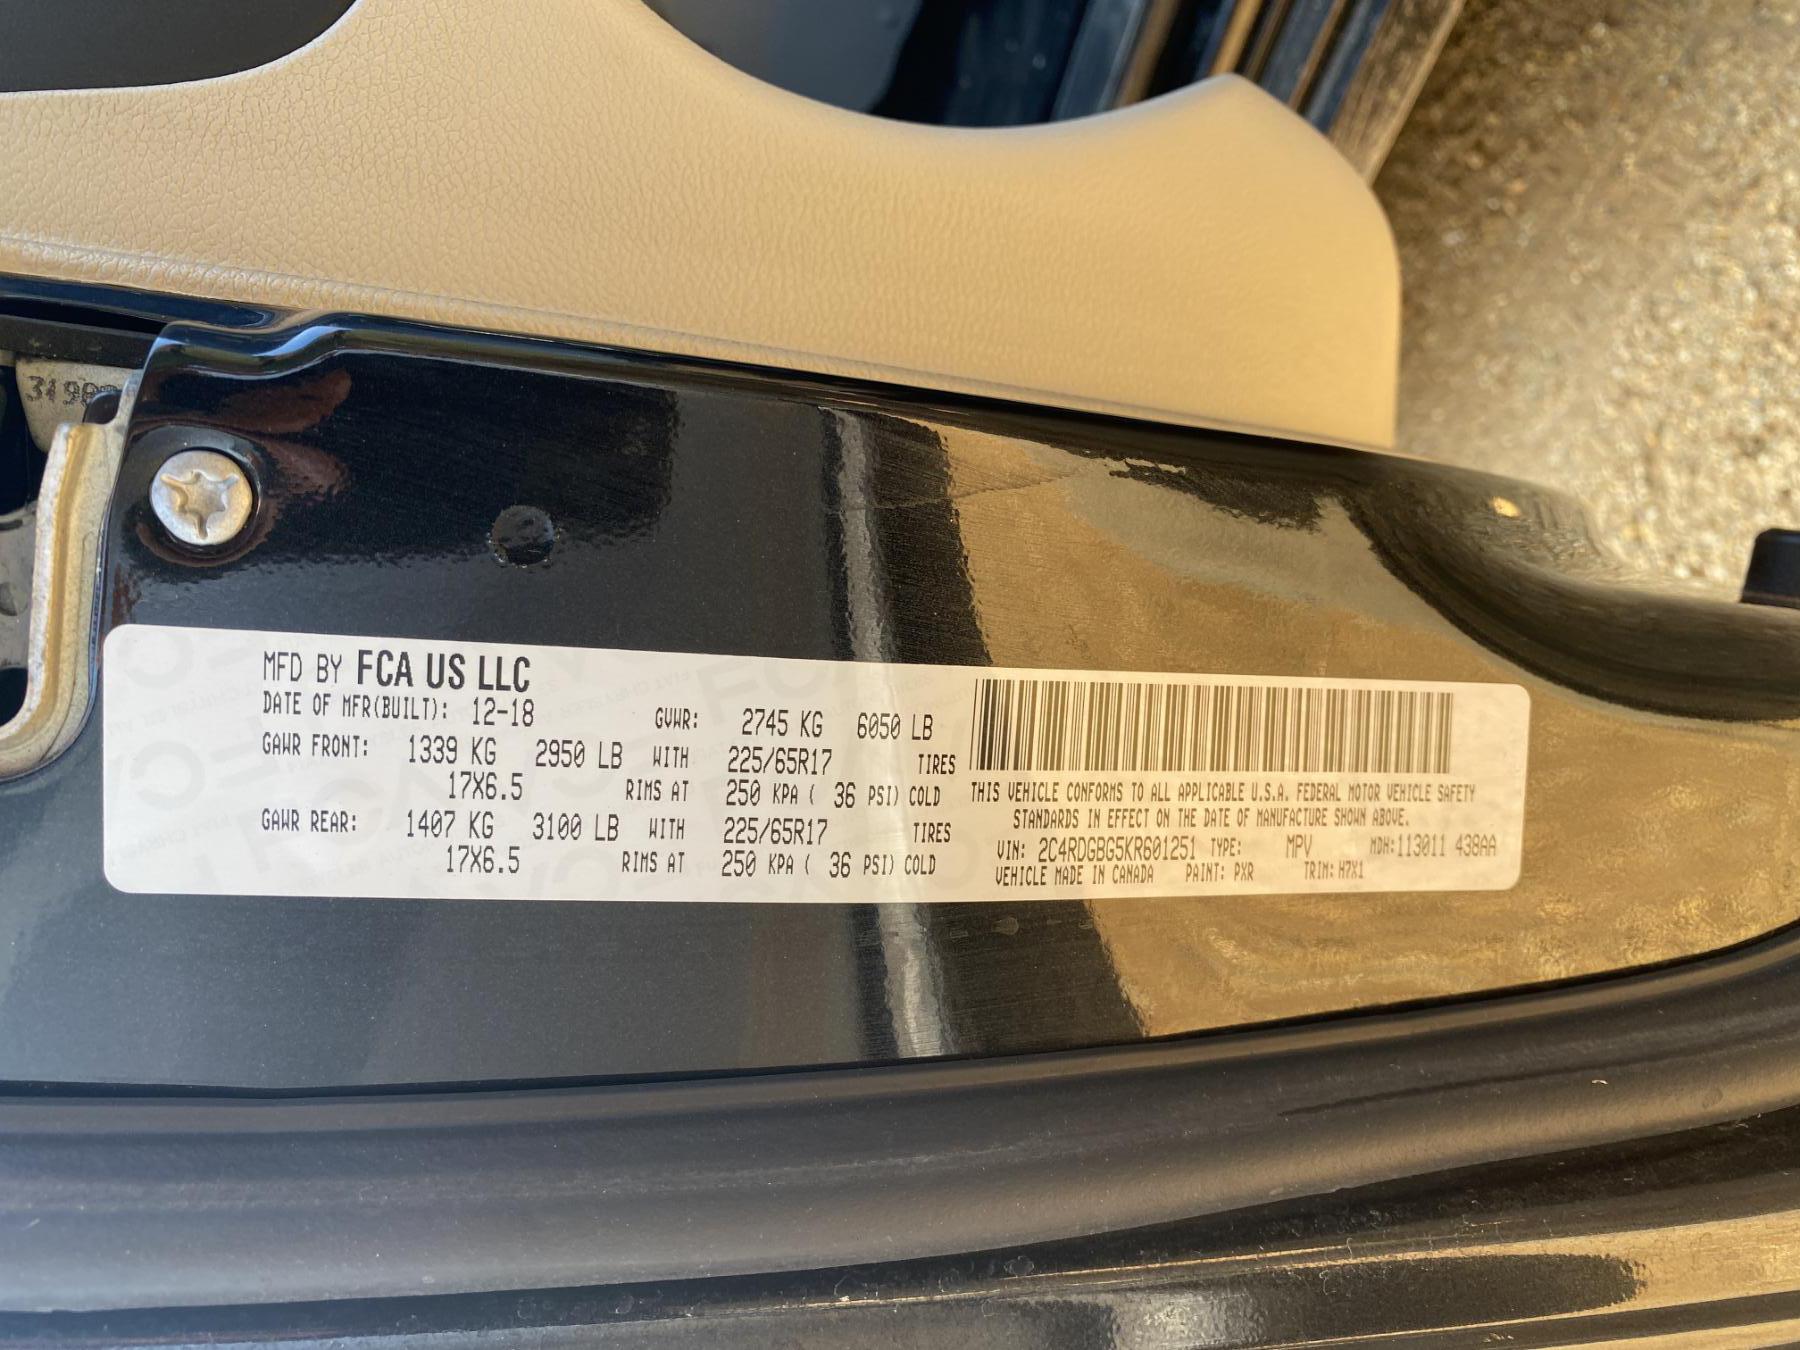 MFD BY FCA US LLC
DATE OF MFR(BUILT): 12-18 GVWR: 2745 KG 6050 LB
GAWR FRONT: 1339 KG 2950 LB WITH 225/65R17 TIRES
17X6.5 RIMS AT 250 KPA ( 36 PSI) COLD
GAWR REAR: 1407 KG 3100 LB WITH 225/65R17 TIRES
17X6.5 RIMS AT 250 KPA ( 36 PSI) COLD
THIS VEHICLE CONFORMS TO ALL APPLICABLE U.S.A. FEDERAL MOTOR VEHICLE SAFETY
STANDARDS IN EFFECT ON THE DATE OF MANUFACTURE SHOWN ABOVE.
VIN: 2C4RDGBG5KR601251 TYPE: MPV MDH:113011 438AA
VEHICLE MADE IN CANADA PAINT: PXR TRIM: H7X1